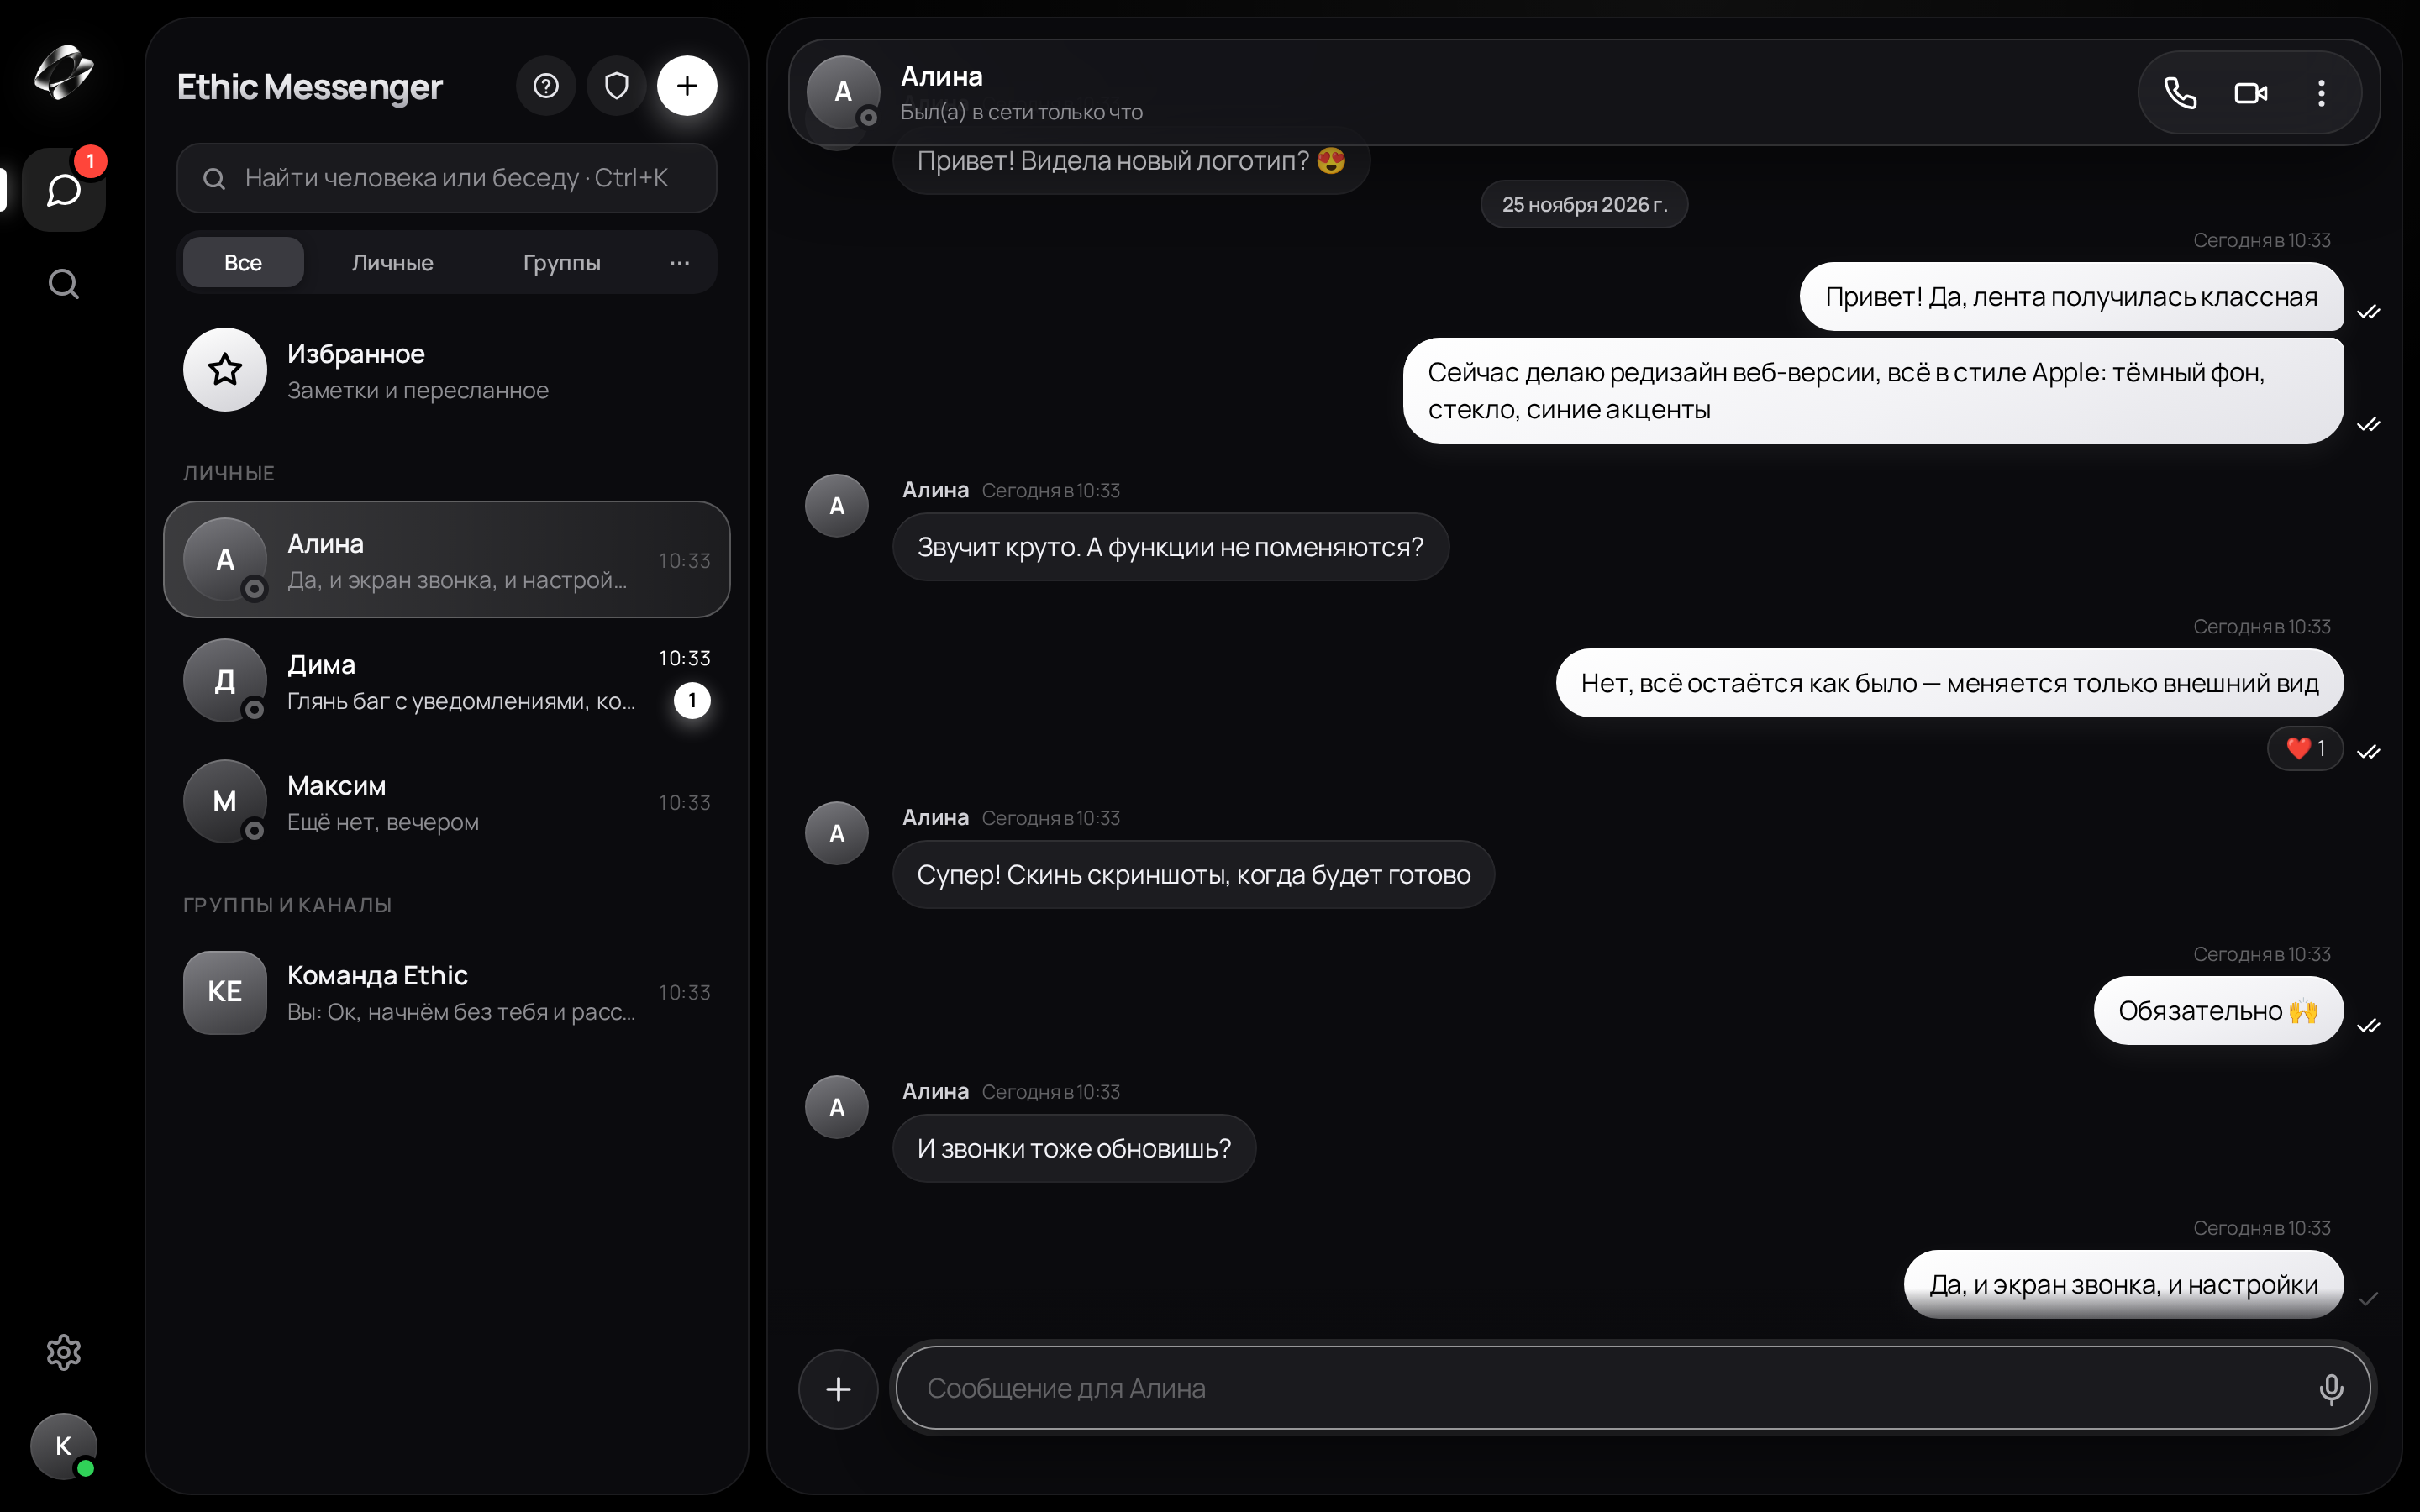 Ethic Messenger
1
Найти человека или беседу · Ctrl+K
Все
Личные
Группы
Избранное
Заметки и пересланное
ЛИЧНЫЕ
А
Алина
Да, и экран звонка, и настрой...
10:33
Д
Дима
10:33
Глянь баг с уведомлениями, ко...
1
М
Максим
Ещё нет, вечером
10:33
ГРУППЫ И КАНАЛЫ
КЕ
Команда Ethic
Вы: Ок, начнём без тебя и расс...
10:33
К
А
Алина
Был(а) в сети только что
Привет! Видела новый логотип? 😍
25 ноября 2026 г.
Сегодня в 10:33
Привет! Да, лента получилась классная
Сейчас делаю редизайн веб-версии, всё в стиле Apple: тёмный фон,
стекло, синие акценты
А
Алина Сегодня в 10:33
Звучит круто. А функции не поменяются?
Сегодня в 10:33
Нет, всё остаётся как было — меняется только внешний вид
❤️ 1
А
Алина Сегодня в 10:33
Супер! Скинь скриншоты, когда будет готово
Сегодня в 10:33
Обязательно 🙌
А
Алина Сегодня в 10:33
И звонки тоже обновишь?
Сегодня в 10:33
Да, и экран звонка, и настройки
Сообщение для Алина